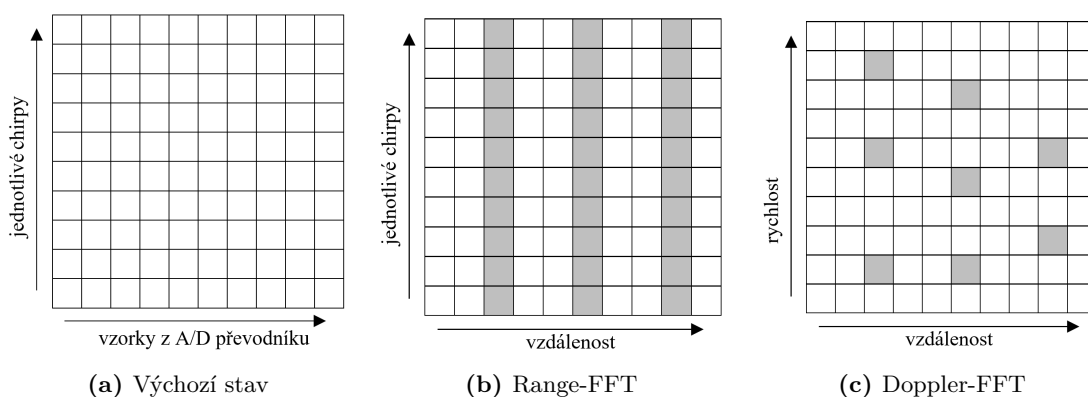 jednotlivé chirpy
vzorky z A/D převodníku
(a) Výchozí stav
jednotlivé chirpy
vzdálenost
(b) Range-FFT
rychlost
vzdálenost
(c) Doppler-FFT